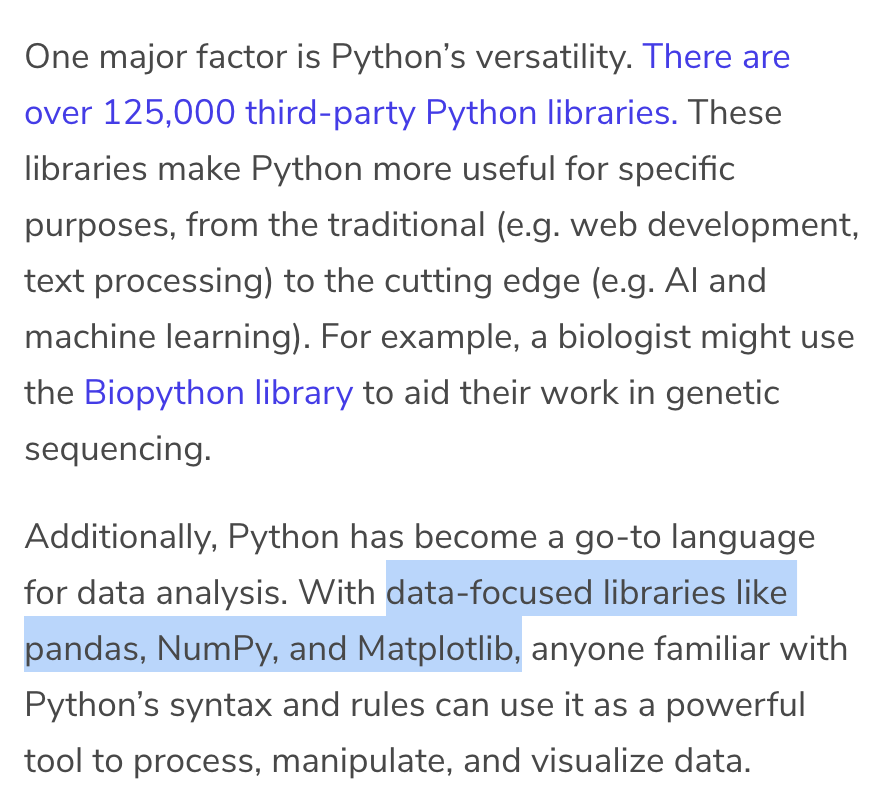 One major factor is Python’s versatility. There are
over 125,000 third-party Python libraries. These
libraries make Python more useful for specific
purposes, from the traditional (e.g. web development,
text processing) to the cutting edge (e.g. AI and
machine learning). For example, a biologist might use
the Biopython library to aid their work in genetic
sequencing.
Additionally, Python has become a go-to language
for data analysis. With data-focused libraries like
pandas, NumPy, and Matplotlib, anyone familiar with
Python’s syntax and rules can use it as a powerful
tool to process, manipulate, and visualize data.